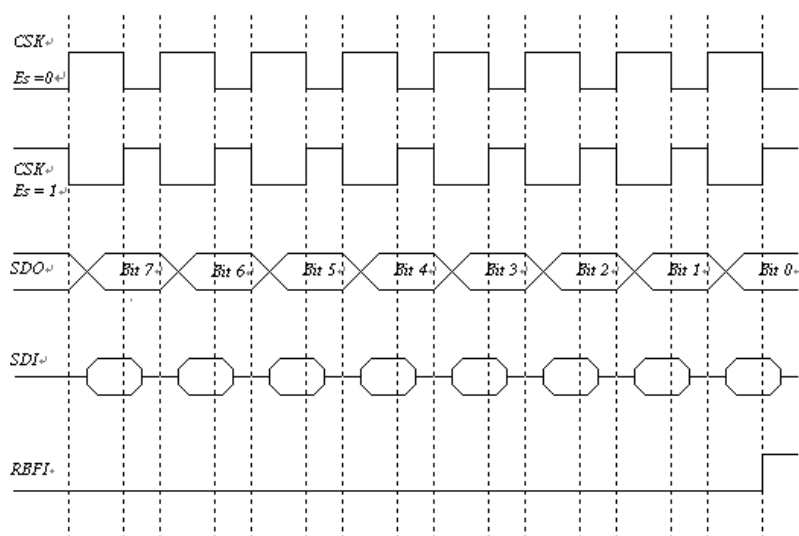 CSK
Es =0
CSK
Es = 1
SDO Bit 7 Bit 6 Bit 5 Bit 4 Bit 3 Bit 2 Bit 1 Bit 0
SDI
RBFI